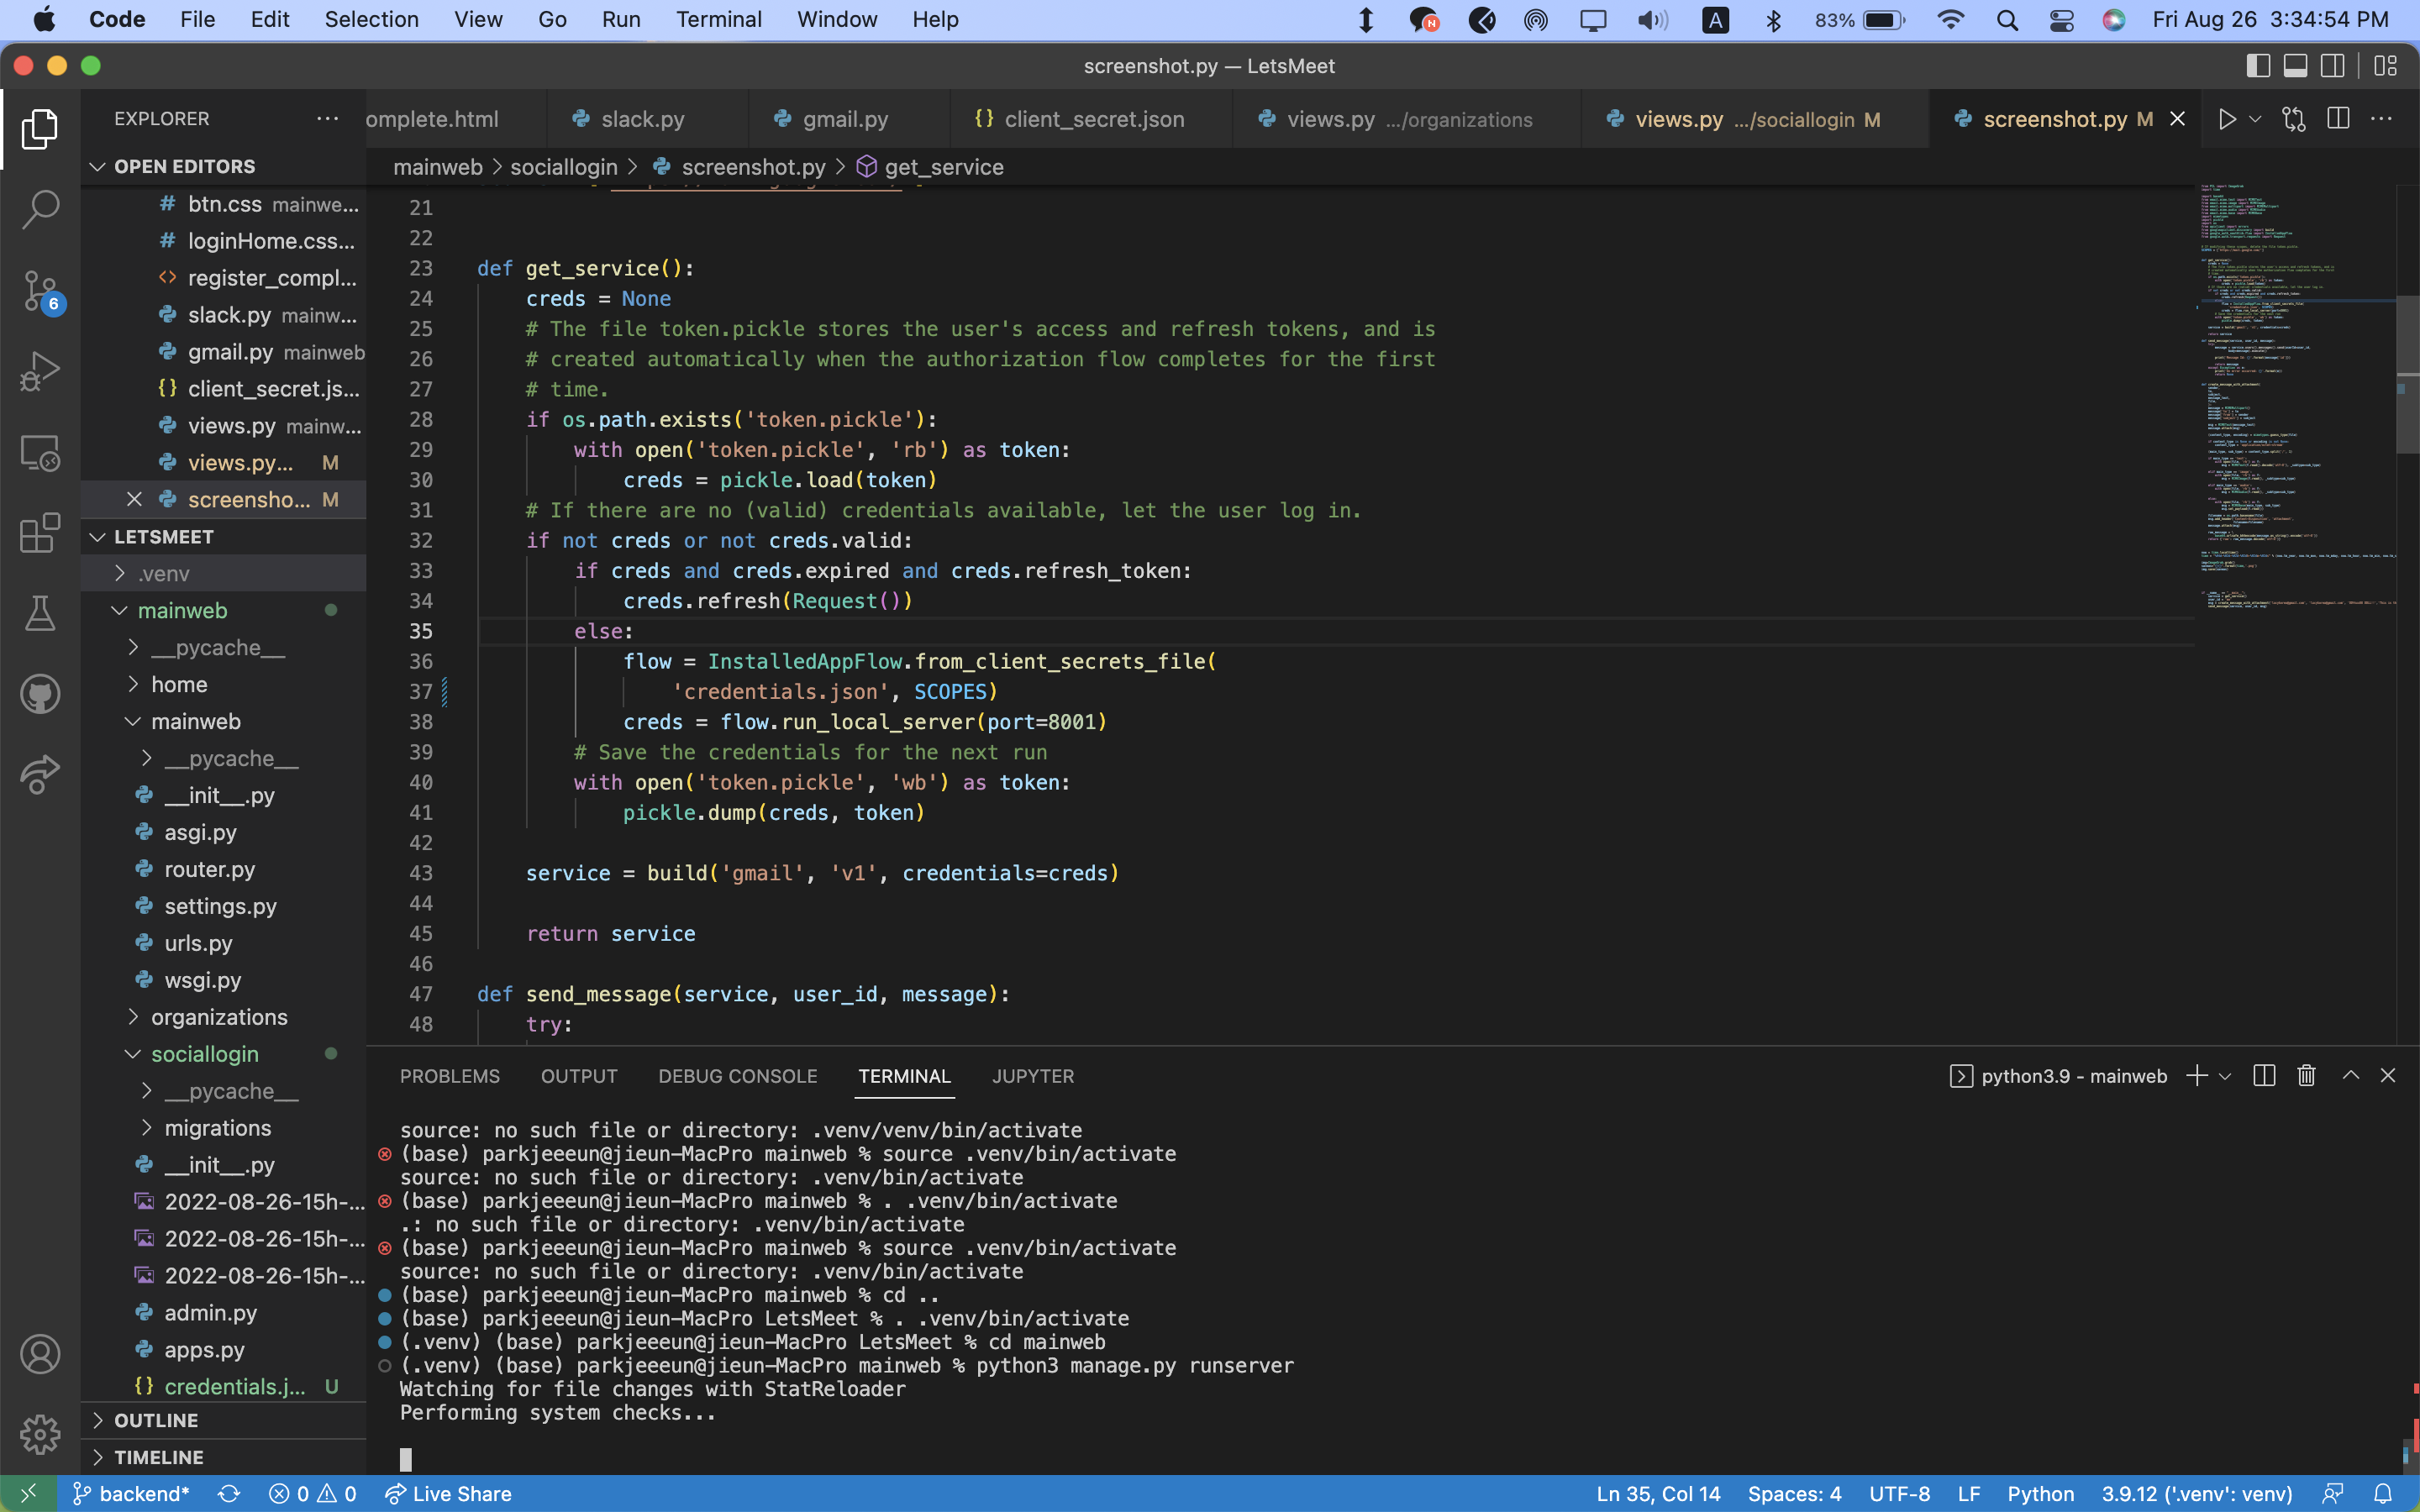 Code File Edit Selection View Go Run Terminal Window Help
A 83% Fri Aug 26 3:34:54 PM
screenshot.py — LetsMeet
EXPLORER
omplete.html slack.py gmail.py {} client_secret.json views.py .../organizations views.py .../sociallogin M screenshot.py M
mainweb > sociallogin > screenshot.py > get_service
OPEN EDITORS
# btn.css mainwe...
# loginHome.css...
<> register_compl...
slack.py mainw...
gmail.py mainweb
{} client_secret.js...
views.py mainw...
views.py... M
screensho... M
LETSMEET
.venv
mainweb
__pycache__
home
mainweb
__pycache__
__init__.py
asgi.py
router.py
settings.py
urls.py
wsgi.py
organizations
sociallogin
__pycache__
migrations
__init__.py
2022-08-26-15h-...
2022-08-26-15h-...
2022-08-26-15h-...
admin.py
apps.py
{} credentials.j... U
OUTLINE
TIMELINE
6
21
22
23 def get_service():
24 creds = None
25 # The file token.pickle stores the user's access and refresh tokens, and is
26 # created automatically when the authorization flow completes for the first
27 # time.
28 if os.path.exists('token.pickle'):
29 with open('token.pickle', 'rb') as token:
30 creds = pickle.load(token)
31 # If there are no (valid) credentials available, let the user log in.
32 if not creds or not creds.valid:
33 if creds and creds.expired and creds.refresh_token:
34 creds.refresh(Request())
35 else:
36 flow = InstalledAppFlow.from_client_secrets_file(
37 'credentials.json', SCOPES)
38 creds = flow.run_local_server(port=8001)
39 # Save the credentials for the next run
40 with open('token.pickle', 'wb') as token:
41 pickle.dump(creds, token)
42
43 service = build('gmail', 'v1', credentials=creds)
44
45 return service
46
47 def send_message(service, user_id, message):
48 try:
PROBLEMS OUTPUT DEBUG CONSOLE TERMINAL JUPYTER
python3.9 - mainweb
source: no such file or directory: .venv/venv/bin/activate
(base) parkjeeeun@jieun-MacPro mainweb % source .venv/bin/activate
source: no such file or directory: .venv/bin/activate
(base) parkjeeeun@jieun-MacPro mainweb % . .venv/bin/activate
.: no such file or directory: .venv/bin/activate
(base) parkjeeeun@jieun-MacPro mainweb % source .venv/bin/activate
source: no such file or directory: .venv/bin/activate
(base) parkjeeeun@jieun-MacPro mainweb % cd ..
(base) parkjeeeun@jieun-MacPro LetsMeet % . .venv/bin/activate
(.venv) (base) parkjeeeun@jieun-MacPro LetsMeet % cd mainweb
(.venv) (base) parkjeeeun@jieun-MacPro mainweb % python3 manage.py runserver
Watching for file changes with StatReloader
Performing system checks...
backend* 0 0 Live Share
Ln 35, Col 14 Spaces: 4 UTF-8 LF Python 3.9.12 ('.venv': venv)